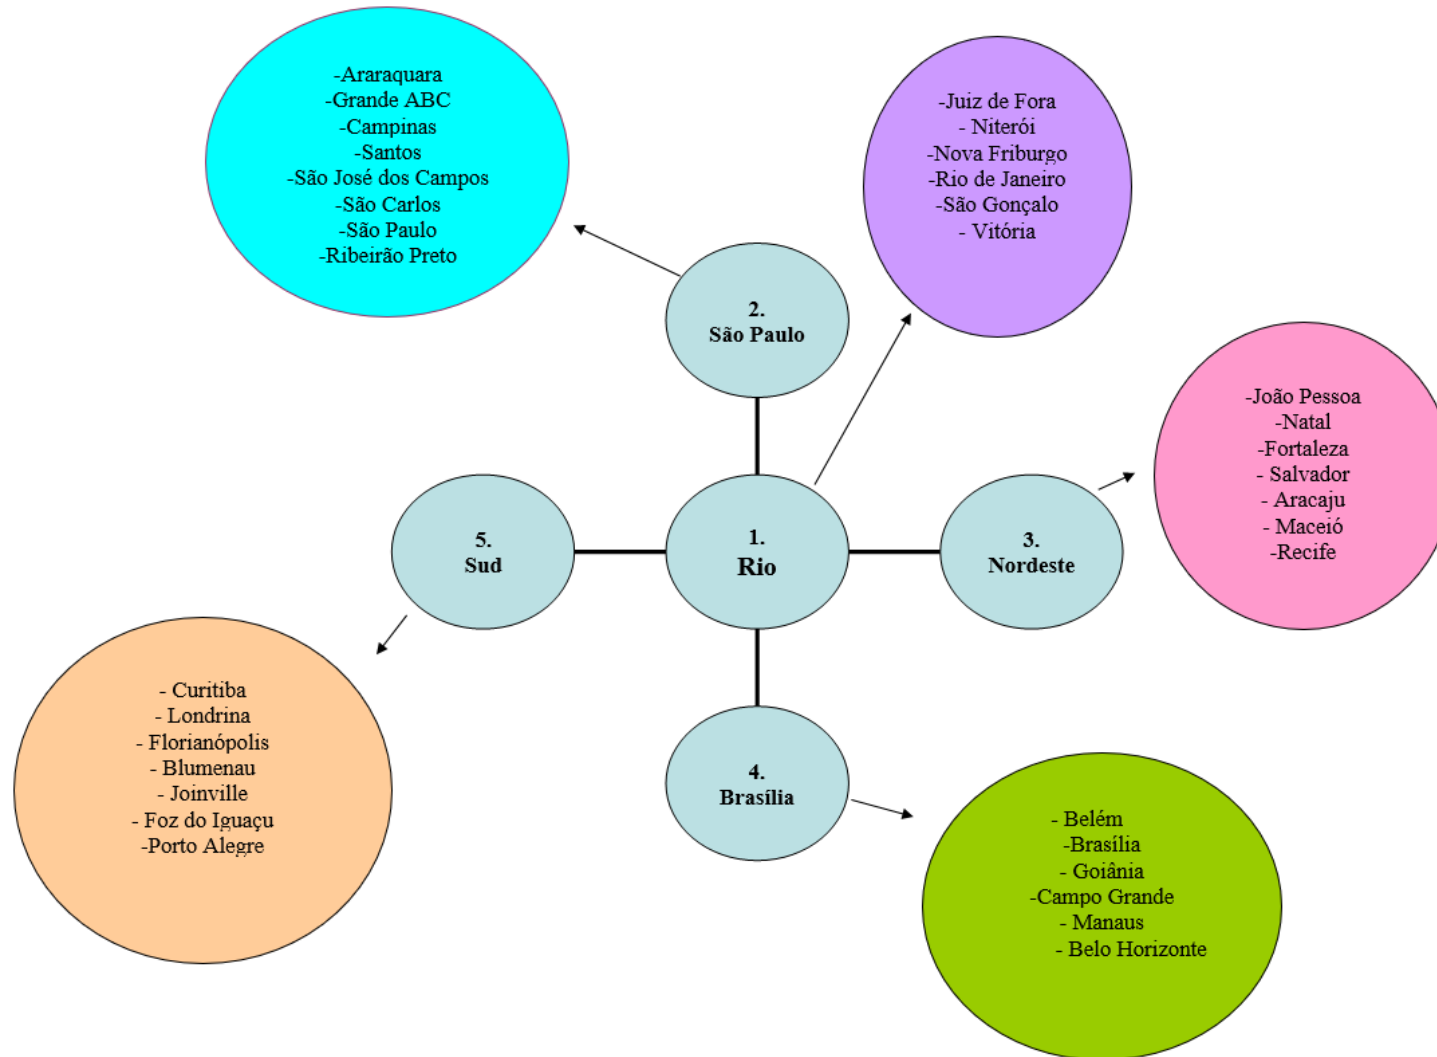 -Araraquara
-Grande ABC
-Campinas
-Santos
-São José dos Campos
-São Carlos
-São Paulo
-Ribeirão Preto
-Juiz de Fora
- Niterói
-Nova Friburgo
-Rio de Janeiro
-São Gonçalo
- Vitória
2.
São Paulo
-João Pessoa
-Natal
-Fortaleza
- Salvador
- Aracaju
- Maceió
-Recife
5.
Sud
1.
Rio
3.
Nordeste
- Curitiba
- Londrina
- Florianópolis
- Blumenau
- Joinville
- Foz do Iguaçu
-Porto Alegre
4.
Brasília
- Belém
-Brasília
- Goiânia
-Campo Grande
- Manaus
- Belo Horizonte